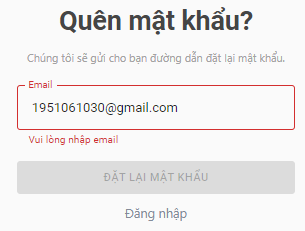 Quên mật khẩu?
Chúng tôi sẽ gửi cho bạn đường dẫn đặt lại mật khẩu.
Email
1951061030@gmail.com
Vui lòng nhập email
ĐẶT LẠI MẬT KHẨU
Đăng nhập